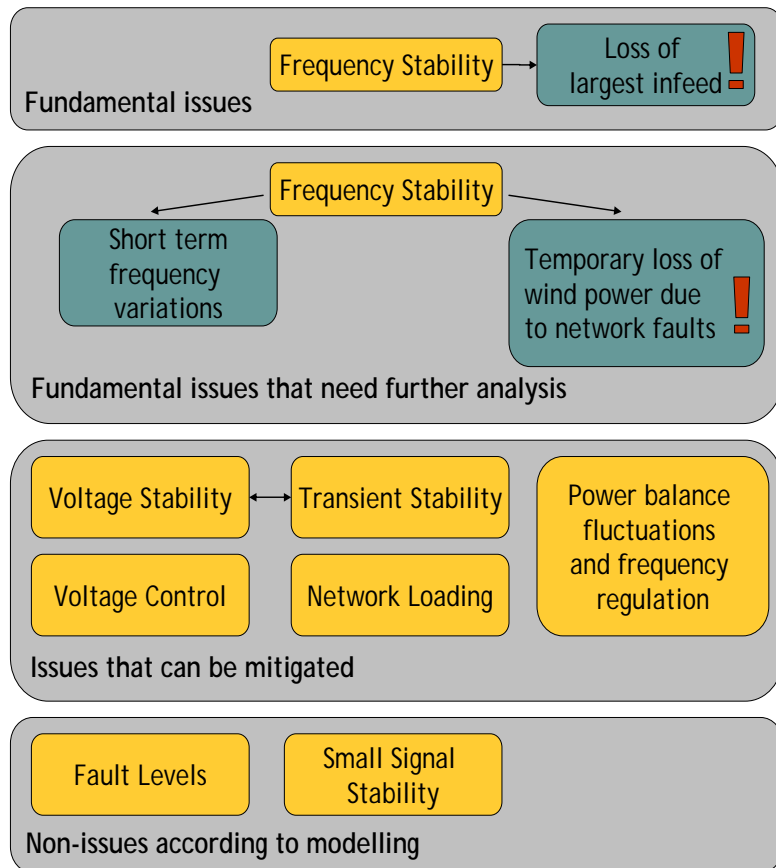 Frequency Stability
Loss of
largest infeed
Fundamental issues
Frequency Stability
Short term
frequency
variations
Temporary loss of
wind power due
to network faults
Fundamental issues that need further analysis
Voltage Stability
Transient Stability
Power balance
fluctuations
and frequency
regulation
Voltage Control
Network Loading
Issues that can be mitigated
Fault Levels
Small Signal
Stability
Non-issues according to modelling